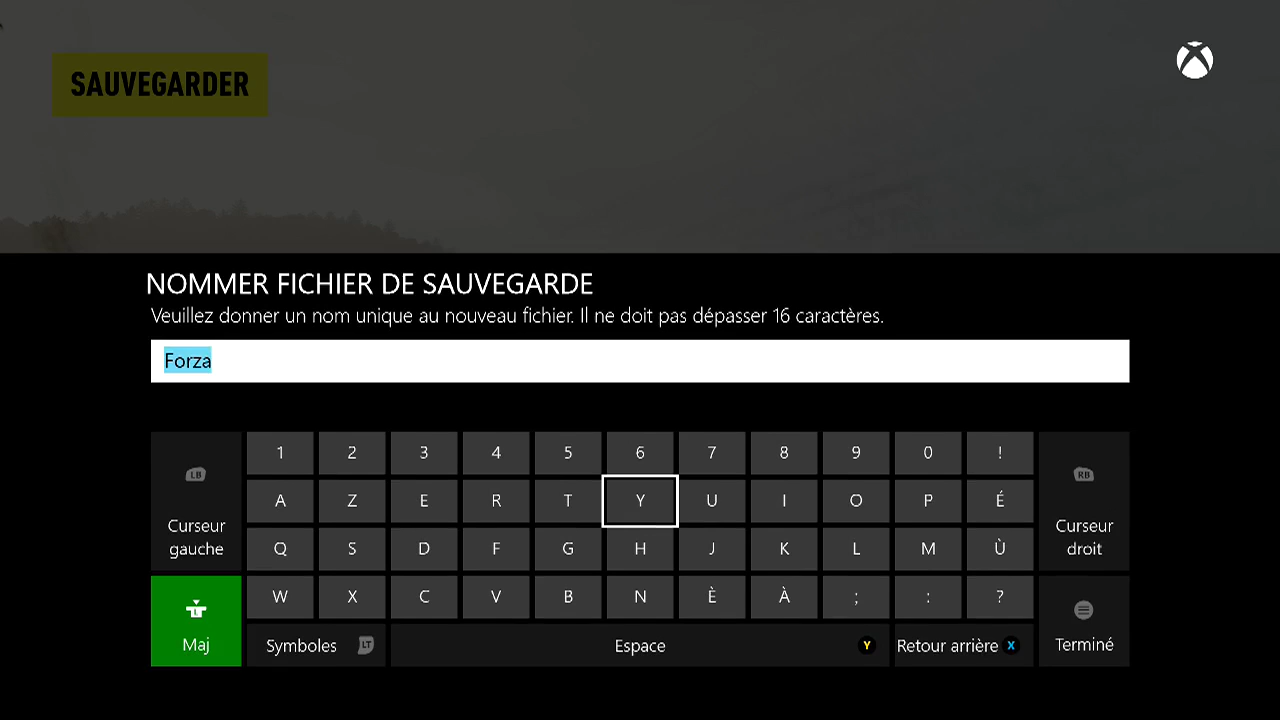 SAUVEGARDER
NOMMER FICHIER DE SAUVEGARDE
Veuillez donner un nom unique au nouveau fichier. Il ne doit pas dépasser 16 caractères.
Forza
LB
Curseur
gauche
1 2 3 4 5 6 7 8 9 0 !
A Z E R T Y U I O P É
Q S D F G H J K L M Ù
W X C V B N È À ; : ?
RB
Curseur
droit
L
Maj
Symboles LT
Espace Y
Retour arrière X
Terminé